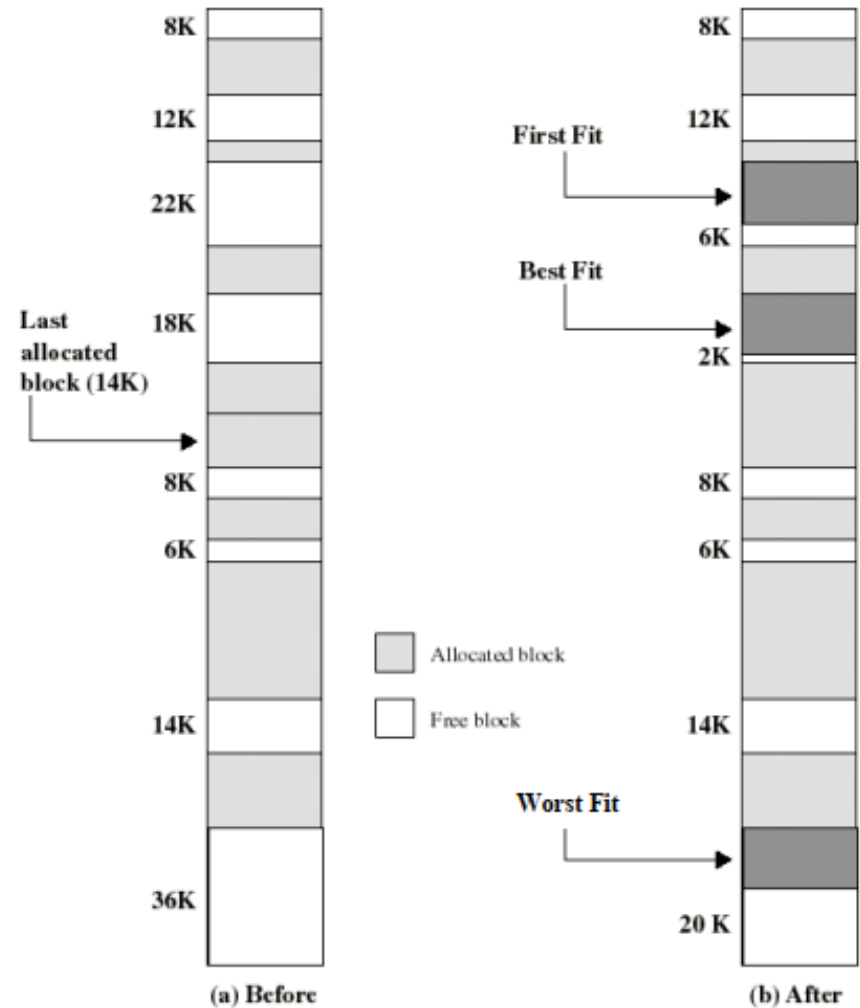 8K
12K
22K
18K
Last
allocated
block (14K)
8K
6K
14K
36K
(a) Before
Allocated block
Free block
8K
12K
First Fit
6K
Best Fit
2K
8K
6K
14K
Worst Fit
20 K
(b) After